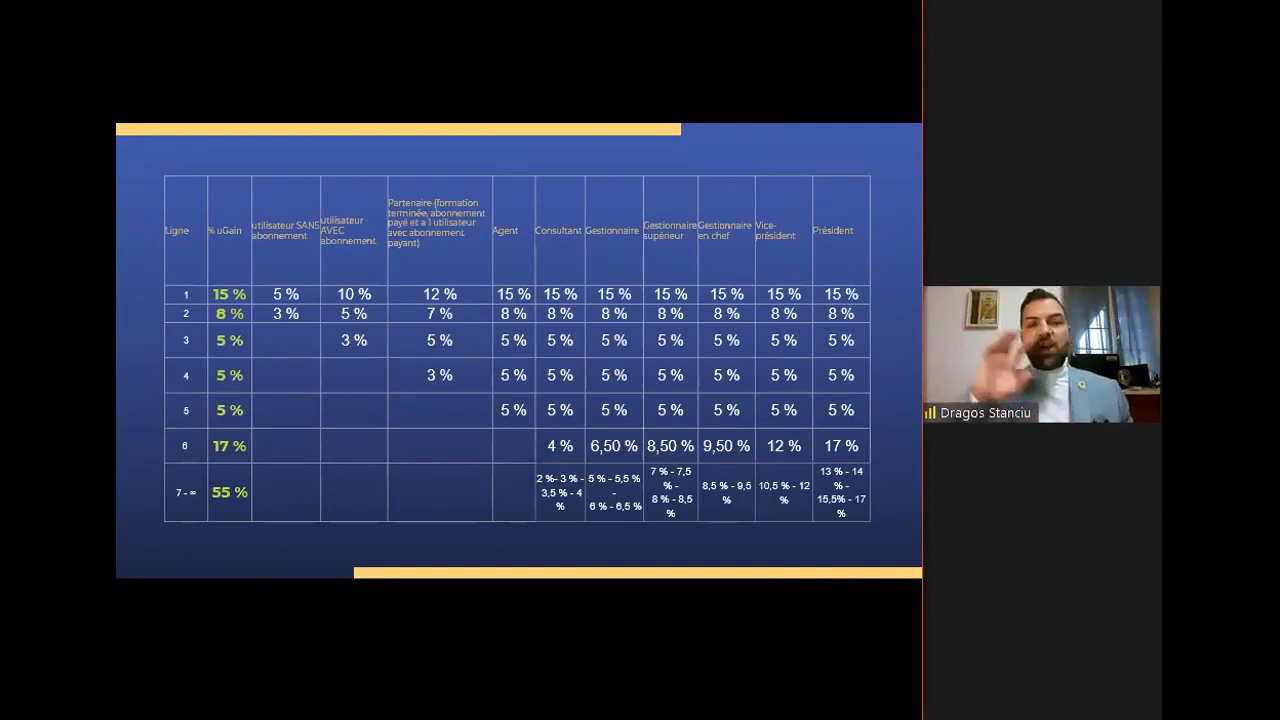 Ligne
% uGain
utilisateur SANS
abonnement
utilisateur
AVEC
abonnement
Partenaire (formation
terminée, abonnement
payé et a 1 utilisateur
avec abonnement
payant)
Agent
Consultant
Gestionnaire
Gestionnaire
supérieur
Gestionnaire
en chef
Vice-
président
Président
1 15 % 5 % 10 % 12 % 15 % 15 % 15 % 15 % 15 % 15 % 15 %
2 8 % 3 % 5 % 7 % 8 % 8 % 8 % 8 % 8 % 8 % 8 %
3 5 % 3 % 5 % 5 % 5 % 5 % 5 % 5 % 5 % 5 %
4 5 % 3 % 5 % 5 % 5 % 5 % 5 % 5 % 5 %
5 5 % 5 % 5 % 5 % 5 % 5 % 5 % 5 %
6 17 % 4 % 6,50 % 8,50 % 9,50 % 12 % 17 %
7 - ∞ 55 %
2 %- 3 % -
3,5 % - 4
%
5 % - 5,5 %
-
6 % - 6,5 %
7 % - 7,5
% -
8 % - 8,5
%
8,5 % - 9,5
%
10,5 % - 12
%
13 % - 14
% -
15,5% - 17
%
Dragos Stanciu